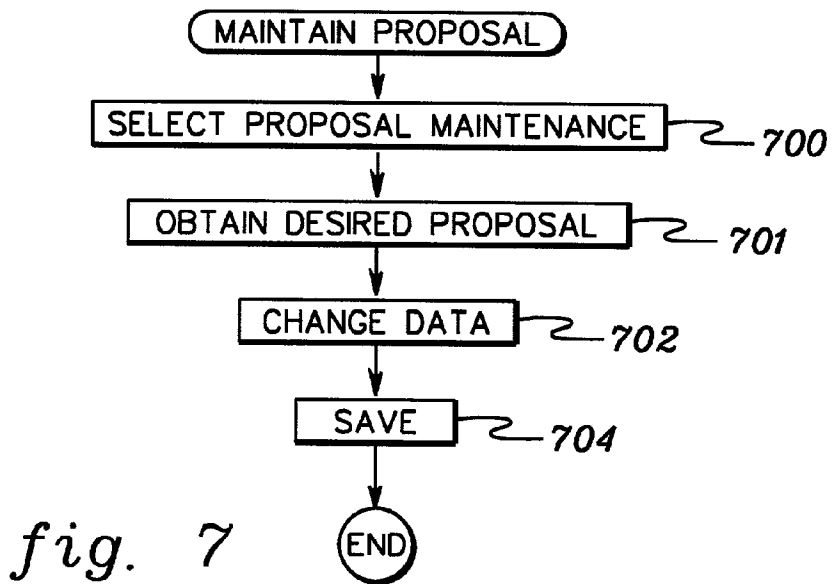 MAINTAIN PROPOSAL
SELECT PROPOSAL MAINTENANCE
700
OBTAIN DESIRED PROPOSAL
701
CHANGE DATA
702
SAVE
704
END
fig. 7